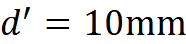 d′ = 10mm